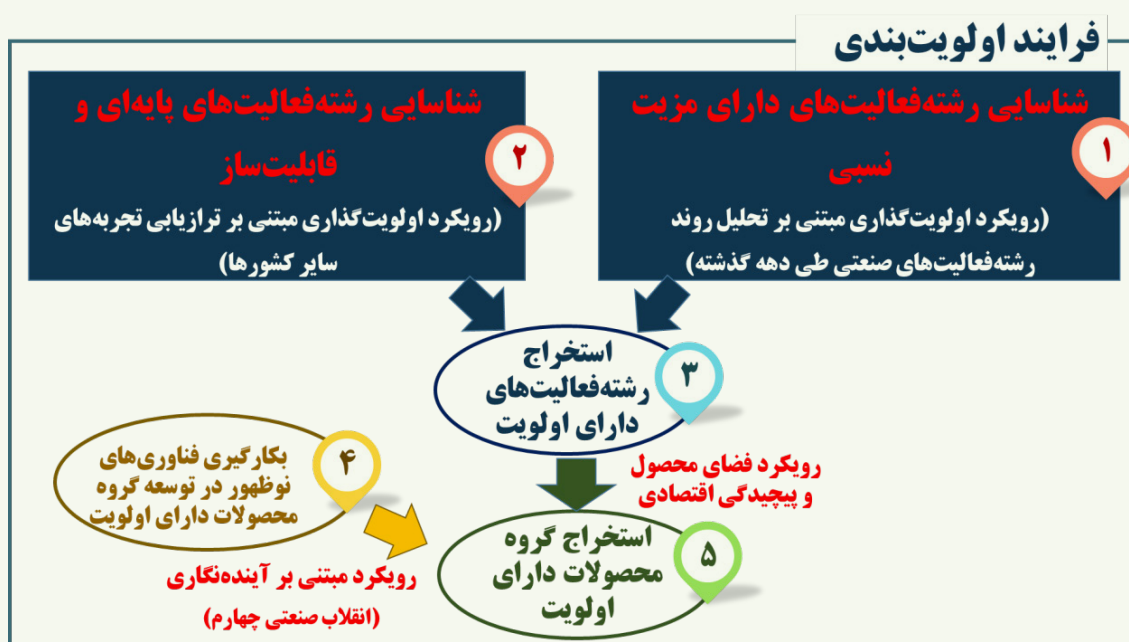 فرایند اولویت‌بندی
شناسایی رشته‌فعالیت‌های دارای مزیت
نسبی
(رویکرد اولویت‌گذاری مبتنی بر تحلیل روند
رشته‌فعالیت‌های صنعتی طی دهه گذشته)
۱
شناسایی رشته‌فعالیت‌های پایه‌ای و
قابلیت‌ساز
(رویکرد اولویت‌گذاری مبتنی بر ترازیابی تجربه‌های
سایر کشورها)
۲
استخراج
رشته‌فعالیت‌های
دارای اولویت
۳
بکارگیری فناوری‌های
نوظهور در توسعه گروه
محصولات دارای اولویت
۴
رویکرد فضای محصول
و پیچیدگی اقتصادی
استخراج گروه
محصولات دارای
اولویت
۵
رویکرد مبتنی بر آینده‌نگاری
(انقلاب صنعتی چهارم)